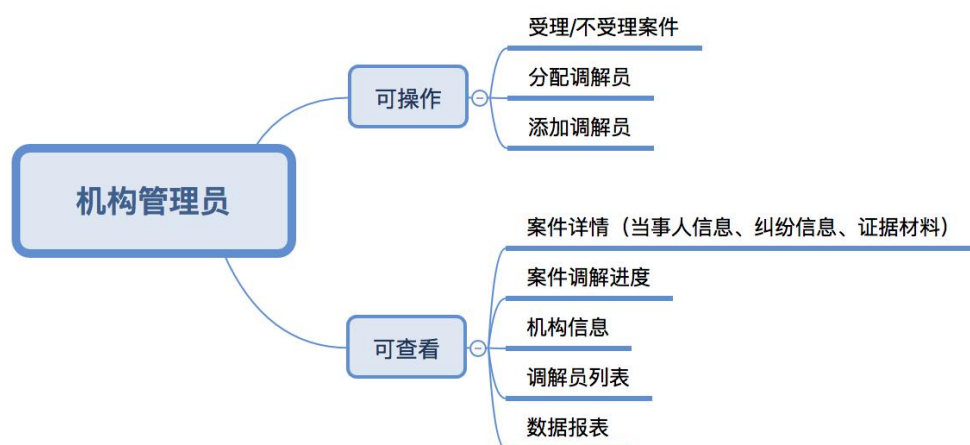 机构管理员
可操作
受理/不受理案件
分配调解员
添加调解员
可查看
案件详情（当事人信息、纠纷信息、证据材料）
案件调解进度
机构信息
调解员列表
数据报表